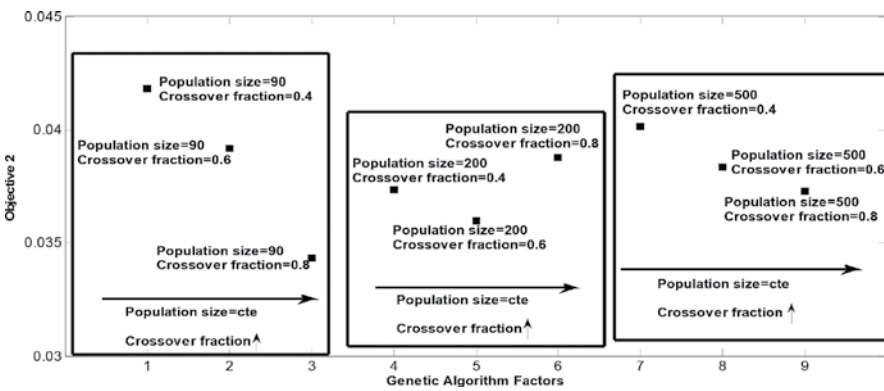 0.045
0.04
0.035
0.03
Objective 2
Population size=90
Crossover fraction=0.4
Population size=90
Crossover fraction=0.6
Population size=90
Crossover fraction=0.8
Population size=cte
Crossover fraction
Population size=200
Crossover fraction=0.8
Population size=200
Crossover fraction=0.4
Population size=200
Crossover fraction=0.6
Population size=cte
Crossover fraction
Population size=500
Crossover fraction=0.4
Population size=500
Crossover fraction=0.6
Population size=500
Crossover fraction=0.8
Population size=cte
Crossover fraction
1 2 3 4 5 6 7 8 9
Genetic Algorithm Factors